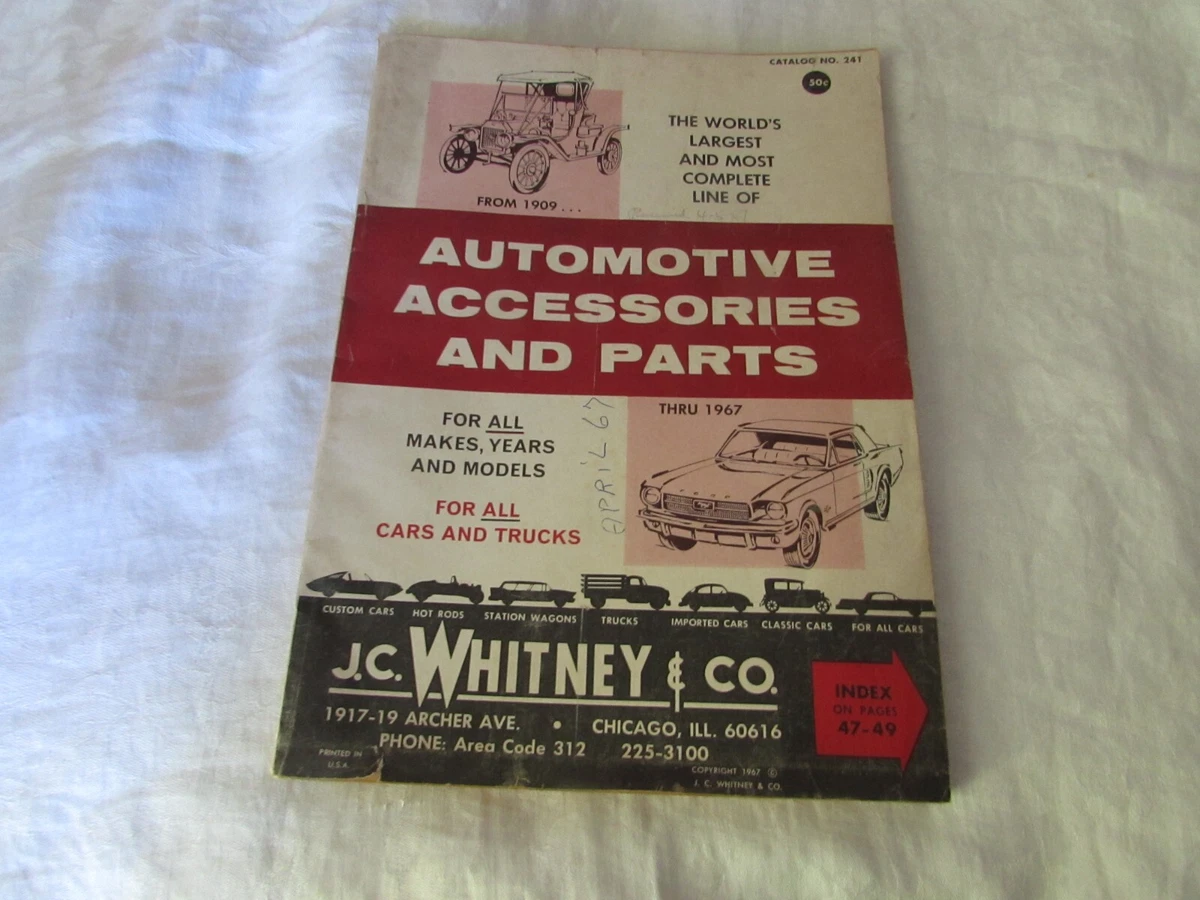 CATALOG NO. 241
50¢
THE WORLD'S
LARGEST
AND MOST
COMPLETE
LINE OF
FROM 1909 . . .
AUTOMOTIVE
ACCESSORIES
AND PARTS
THRU 1967
FOR ALL
MAKES, YEARS
AND MODELS
FOR ALL
CARS AND TRUCKS
APRIL 67
CUSTOM CARS
HOT RODS
STATION WAGONS
TRUCKS
IMPORTED CARS
CLASSIC CARS
FOR ALL CARS
J.C. WHITNEY & CO.
1917-19 ARCHER AVE. • CHICAGO, ILL. 60616
PHONE: Area Code 312 225-3100
INDEX
ON PAGES
47-49
PRINTED IN
U.S.A.
COPYRIGHT 1967 ©
J. C. WHITNEY & CO.